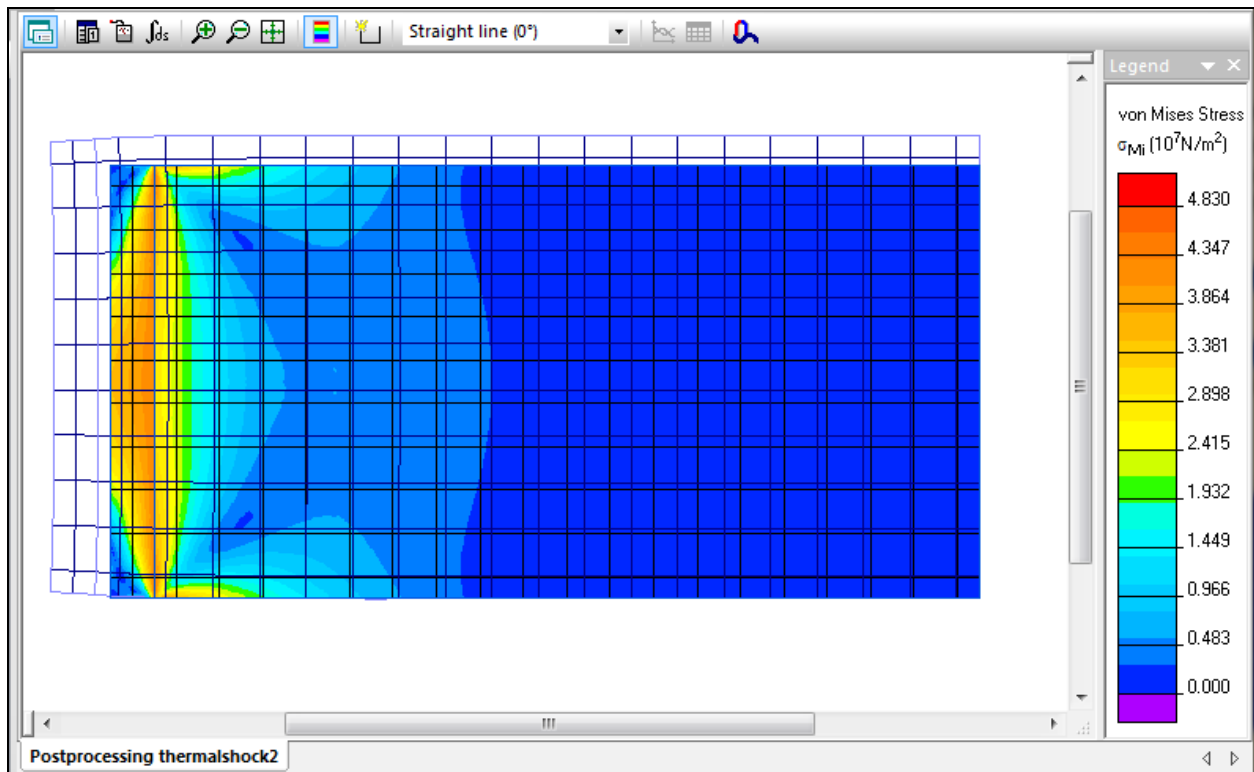 ∫ds
Straight line (0°)
Legend
von Mises Stress
σMi (10⁷N/m²)
4.830
4.347
3.864
3.381
2.898
2.415
1.932
1.449
0.966
0.483
0.000
Postprocessing thermalshock2